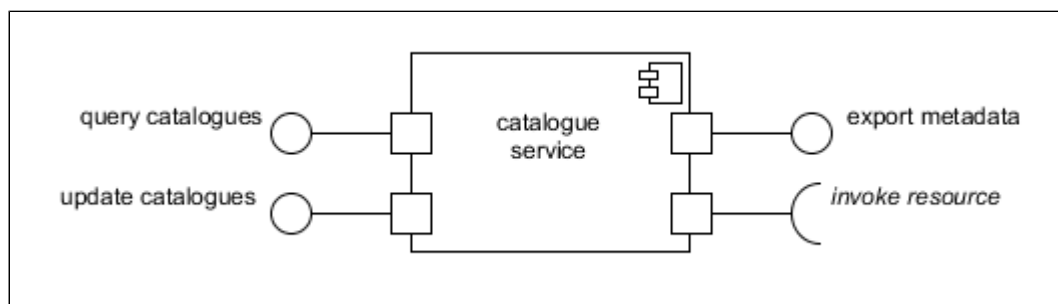 query catalogues
update catalogues
catalogue
service
export metadata
invoke resource